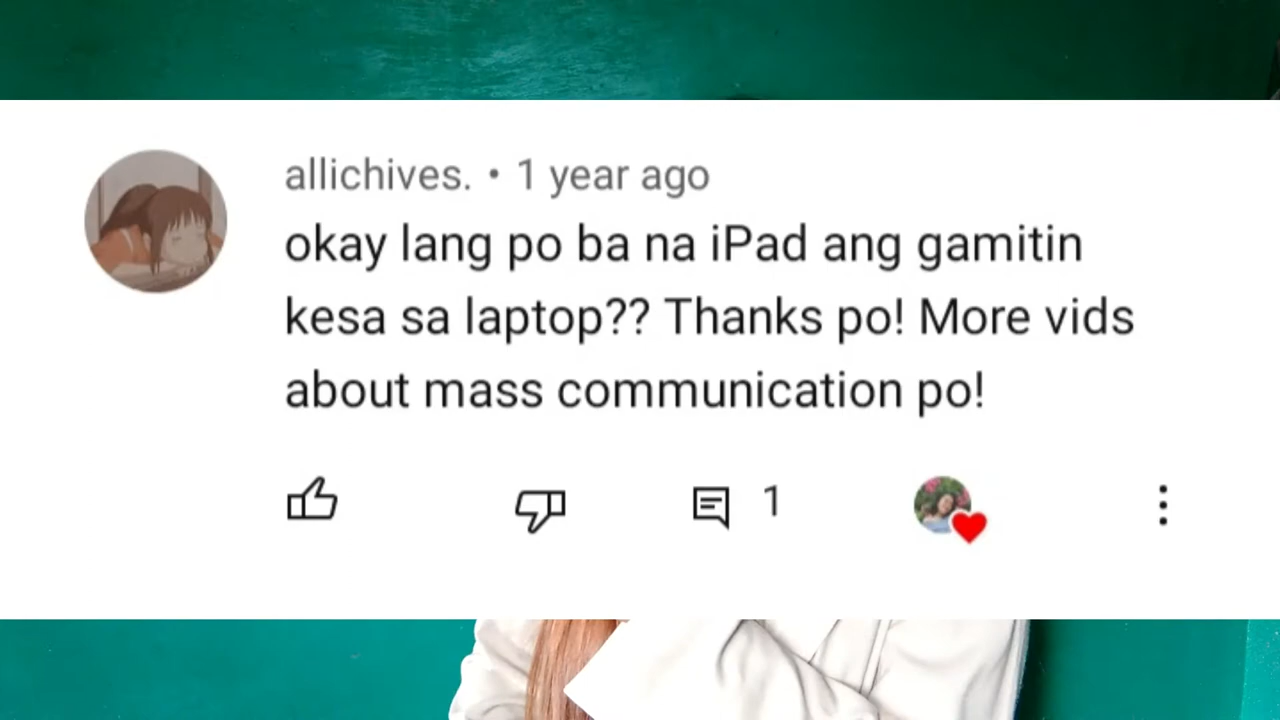 allichives. • 1 year ago
okay lang po ba na iPad ang gamitin
kesa sa laptop?? Thanks po! More vids
about mass communication po!
1